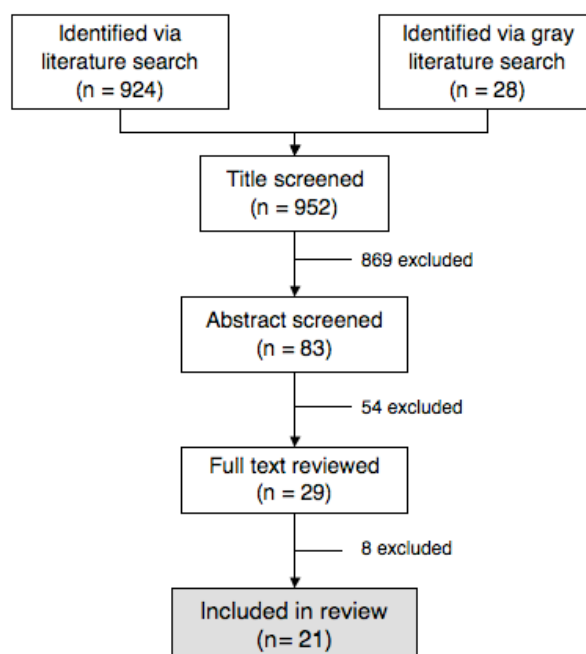 Identified via
literature search
(n = 924)
Identified via gray
literature search
(n = 28)
Title screened
(n = 952)
869 excluded
Abstract screened
(n = 83)
54 excluded
Full text reviewed
(n = 29)
8 excluded
Included in review
(n= 21)